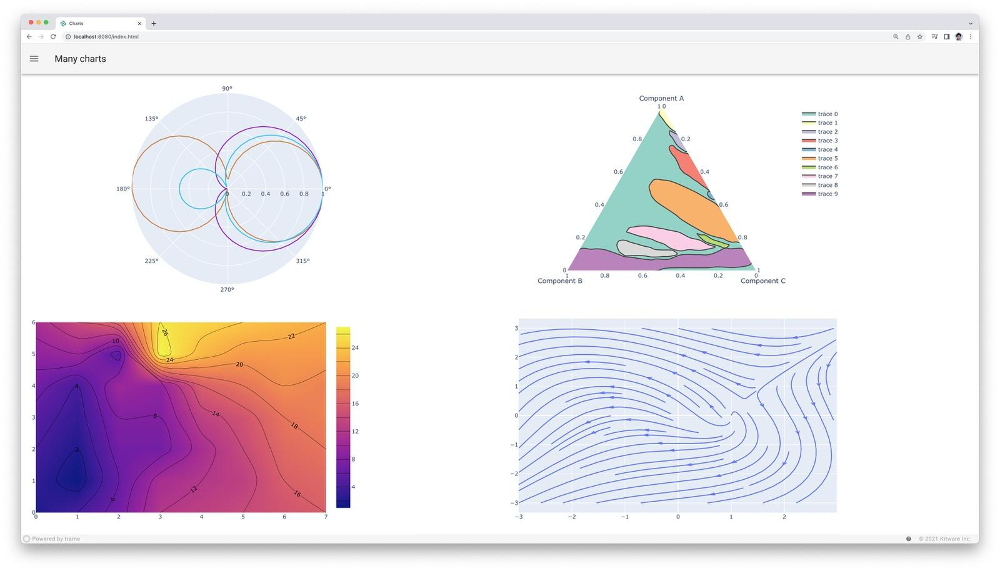 Charts
localhost:8080/index.html
Many charts
90°
135°
45°
180°
0 0.2 0.4 0.6 0.8 1
0°
225°
315°
270°
Component A
1 0
0.8 0.2
0.6 0.4
0.4 0.6
0.2 0.8
0 1
1 0.8 0.6 0.4 0.2 0
Component B
Component C
trace 0
trace 1
trace 2
trace 3
trace 4
trace 5
trace 6
trace 7
trace 8
trace 9
6
5
4
3
2
1
0
0 1 2 3 4 5 6 7
26
22
10
24
20
4
8
14
18
2
12
16
6
24
20
16
12
8
4
3
2
1
0
−1
−2
−3
−3 −2 −1 0 1 2
Powered by trame
© 2021 Kitware Inc.